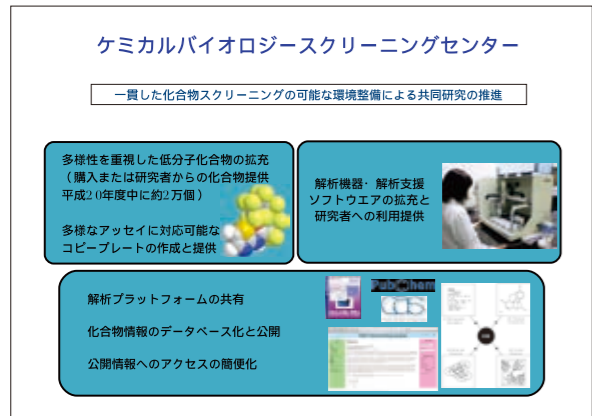 ケミカルバイオロジースクリーニングセンター
一貫した化合物スクリーニングの可能な環境整備による共同研究の推進
多様性を重視した低分子化合物の拡充
（購入または研究者からの化合物提供
平成20年度中に約2万個）
多様なアッセイに対応可能な
コピープレートの作成と提供
解析機器・解析支援
ソフトウエアの拡充と
研究者への利用提供
解析プラットフォームの共有
化合物情報のデータベース化と公開
公開情報へのアクセスの簡便化
PubChem